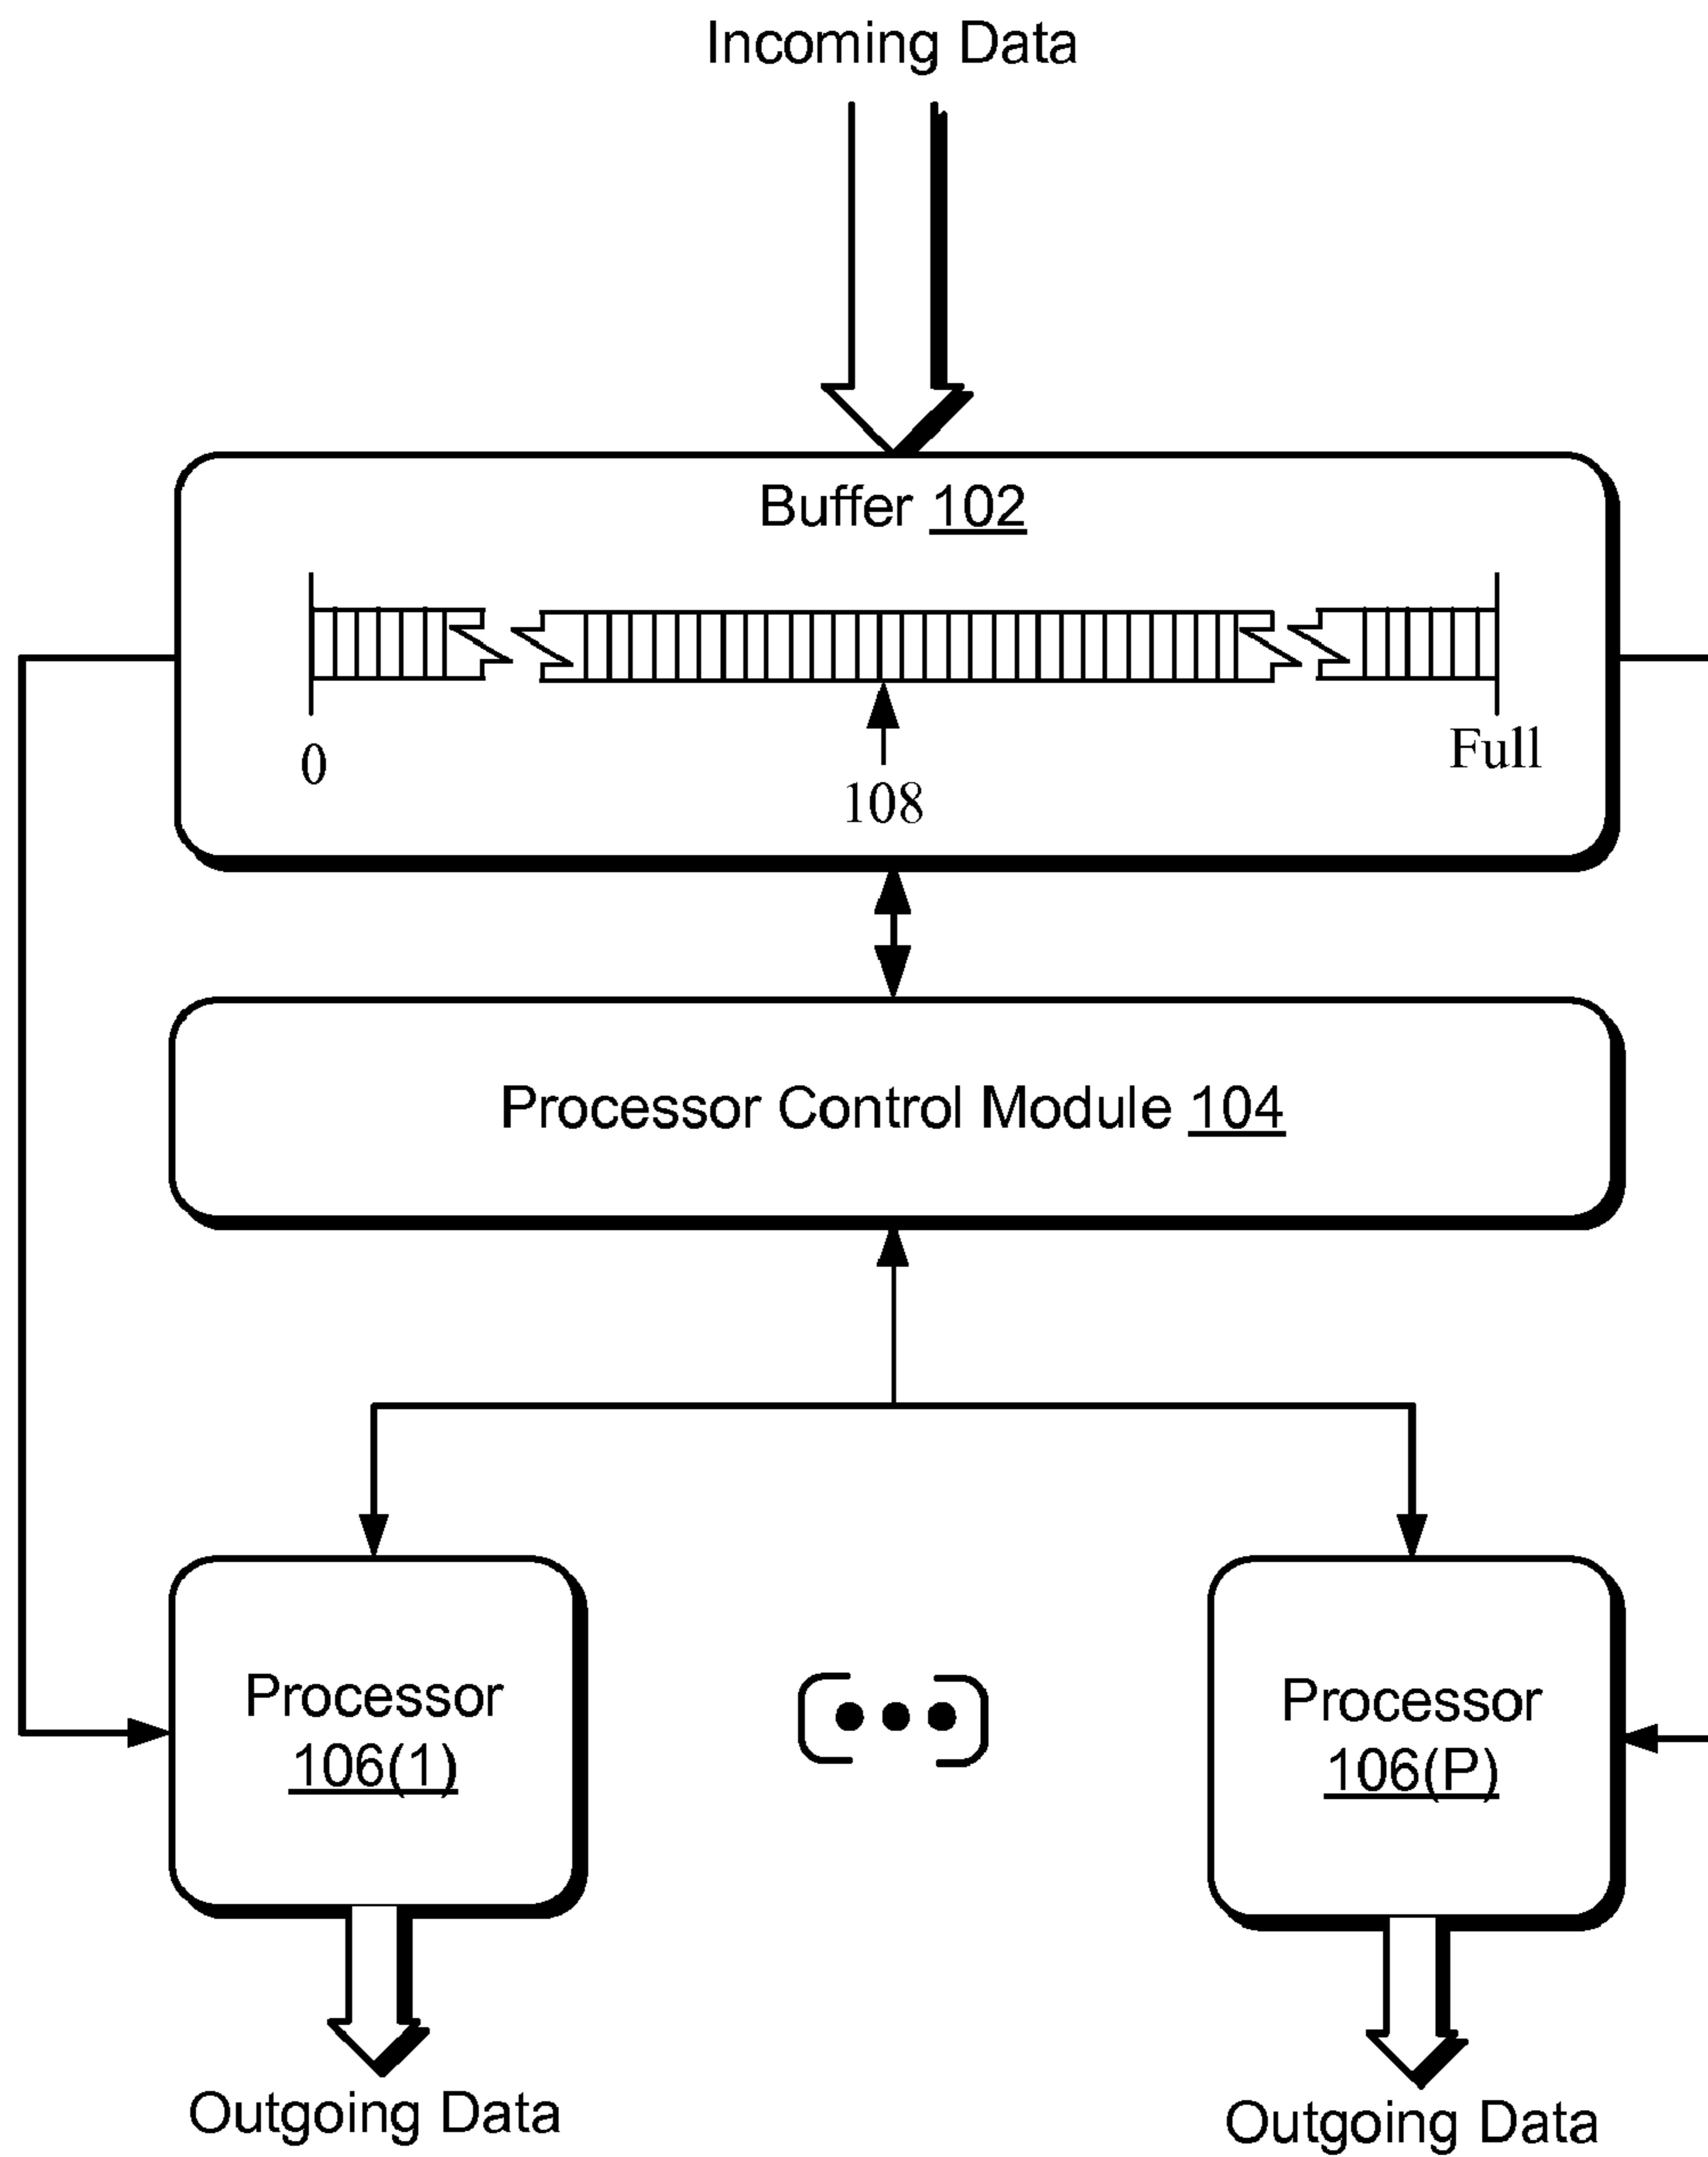 Incoming Data
Buffer 102
0
Full
108
Processor Control Module 104
Processor
106(1)
Processor
106(P)
Outgoing Data
Outgoing Data